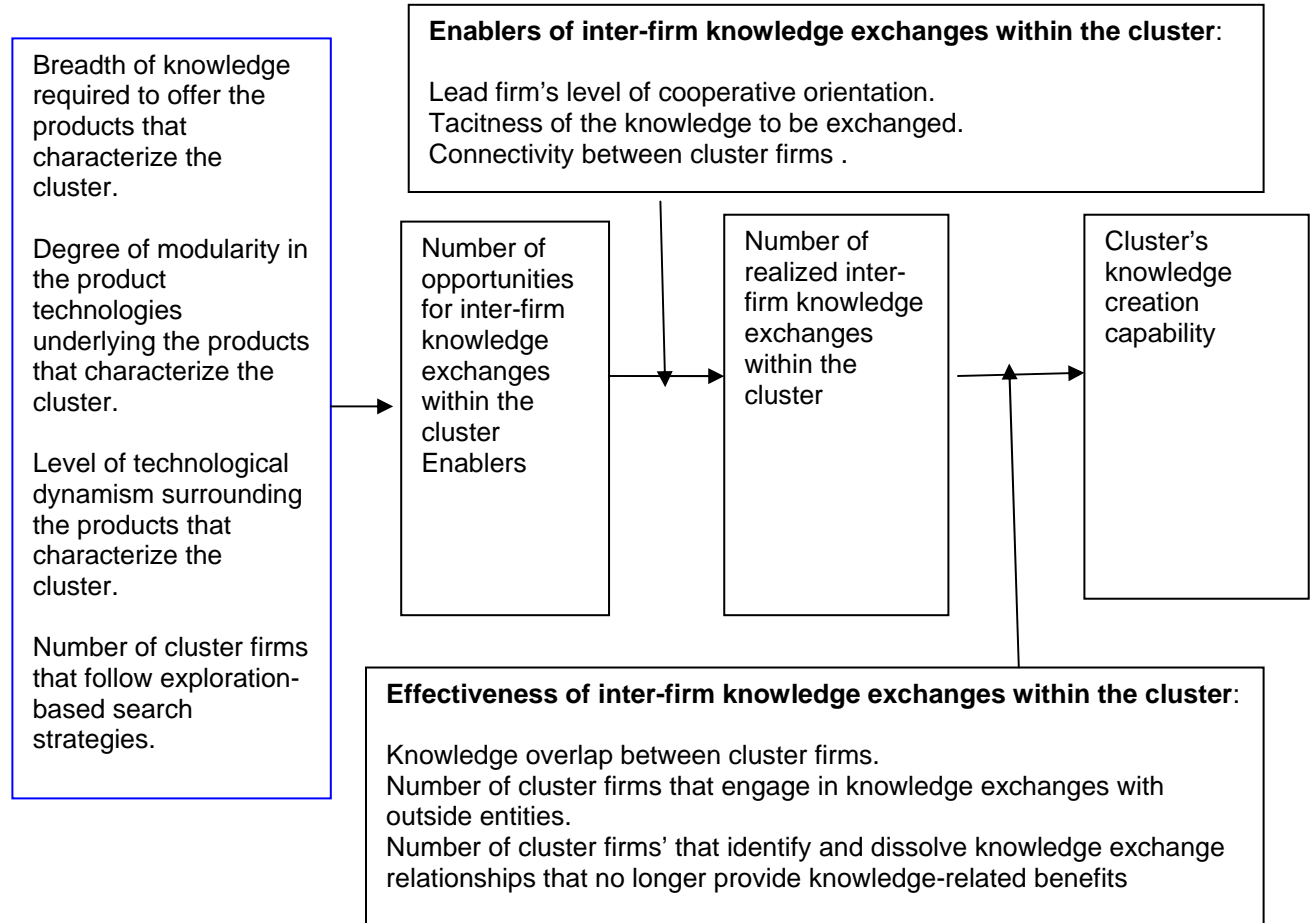 Breadth of knowledge
required to offer the
products that
characterize the
cluster.
Degree of modularity in
the product
technologies
underlying the products
that characterize the
cluster.
Level of technological
dynamism surrounding
the products that
characterize the
cluster.
Number of cluster firms
that follow exploration-
based search
strategies.
Enablers of inter-firm knowledge exchanges within the cluster:
Lead firm’s level of cooperative orientation.
Tacitness of the knowledge to be exchanged.
Connectivity between cluster firms .
Number of
opportunities
for inter-firm
knowledge
exchanges
within the
cluster
Enablers
Number of
realized inter-
firm knowledge
exchanges
within the
cluster
Cluster’s
knowledge
creation
capability
Effectiveness of inter-firm knowledge exchanges within the cluster:
Knowledge overlap between cluster firms.
Number of cluster firms that engage in knowledge exchanges with
outside entities.
Number of cluster firms’ that identify and dissolve knowledge exchange
relationships that no longer provide knowledge-related benefits